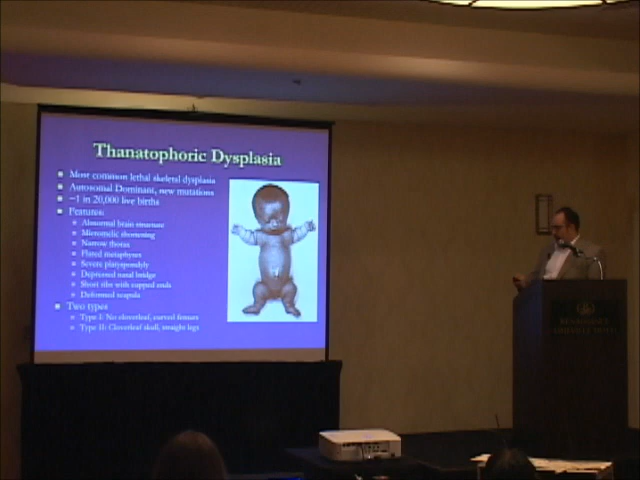 Thanatophoric Dysplasia
Most common lethal skeletal dysplasia
Autosomal Dominant, new mutations
~1 in 20,000 live births
Features:
Abnormal brain structure
Micromelic shortening
Narrow thorax
Flared metaphyses
Severe platyspondyly
Depressed nasal bridge
Short ribs with cupped ends
Deformed scapula
Two types
Type I: No cloverleaf, curved femurs
Type II: Cloverleaf skull, straight legs